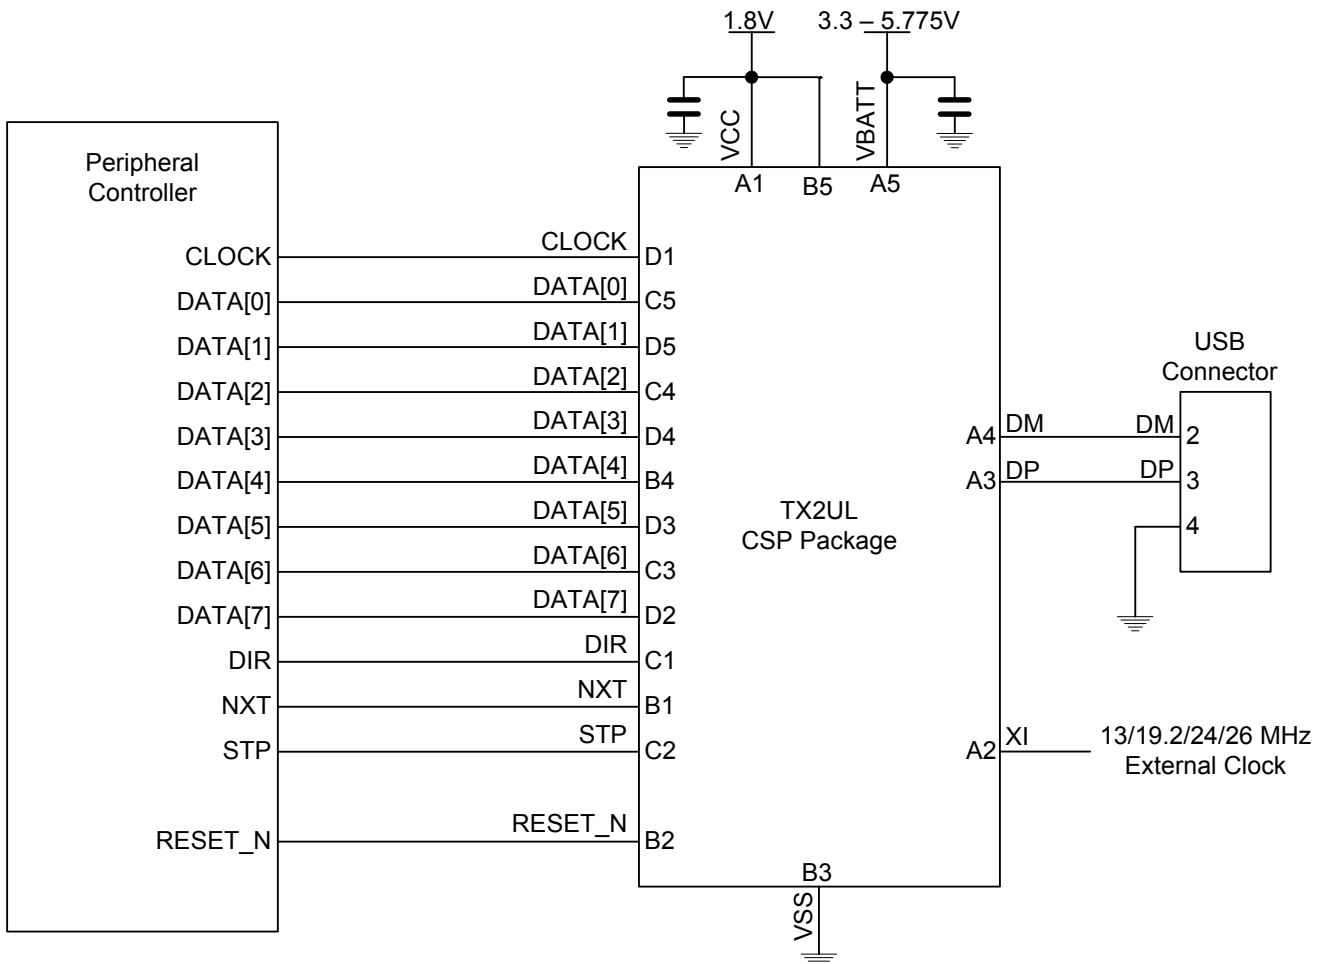 1.8V
3.3 – 5.775V
VCC
VBATT
A1
B5
A5
Peripheral
Controller
CLOCK
CLOCK
D1
DATA[0]
DATA[0]
C5
DATA[1]
DATA[1]
D5
DATA[2]
DATA[2]
C4
DATA[3]
DATA[3]
D4
DATA[4]
DATA[4]
B4
DATA[5]
DATA[5]
D3
DATA[6]
DATA[6]
C3
DATA[7]
DATA[7]
D2
DIR
DIR
C1
NXT
NXT
B1
STP
STP
C2
RESET_N
RESET_N
B2
TX2UL
CSP Package
USB
Connector
A4
DM
DM
2
A3
DP
DP
3
4
A2
XI
13/19.2/24/26 MHz
External Clock
B3
VSS